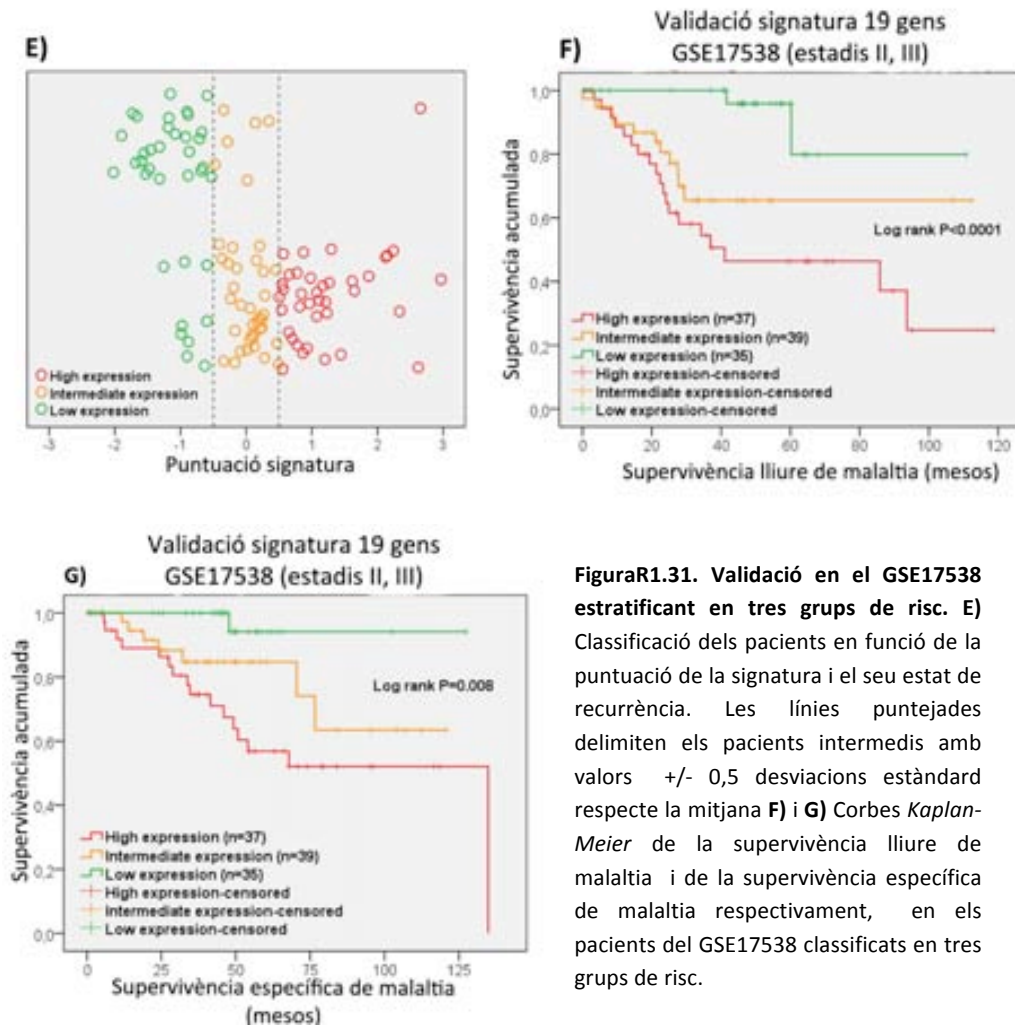 E)
High expression
Intermediate expression
Low expression
-3 -2 -1 0 1 2 3
Puntuació signatura
Validació signatura 19 gens
F) GSE17538 (estadis II, III)
Supervivència acumulada
1,0
0,8
0,6
0,4
0,2
0,0
Log rank P<0.0001
High expression (n=37)
Intermediate expression (n=39)
Low expression (n=35)
High expression-censored
Intermediate expression-censored
Low expression-censored
0 20 40 60 80 100 120
Supervivència lliure de malaltia (mesos)
Validació signatura 19 gens
G) GSE17538 (estadis II, III)
Supervivència acumulada
1,0
0,8
0,6
0,4
0,2
0,0
Log rank P=0.008
High expression (n=37)
Intermediate expression (n=39)
Low expression (n=35)
High expression-censored
Intermediate expression-censored
Low expression-censored
0 25 50 75 100 125
Supervivència específica de malaltia
(mesos)
FiguraR1.31. Validació en el GSE17538
estratificant en tres grups de risc. E)
Classificació dels pacients en funció de la
puntuació de la signatura i el seu estat de
recurrència. Les línies puntejades
delimiten els pacients intermedis amb
valors +/- 0,5 desviacions estàndard
respecte la mitjana F) i G) Corbes Kaplan-
Meier de la supervivència lliure de
malaltia i de la supervivència específica
de malaltia respectivament, en els
pacients del GSE17538 classificats en tres
grups de risc.